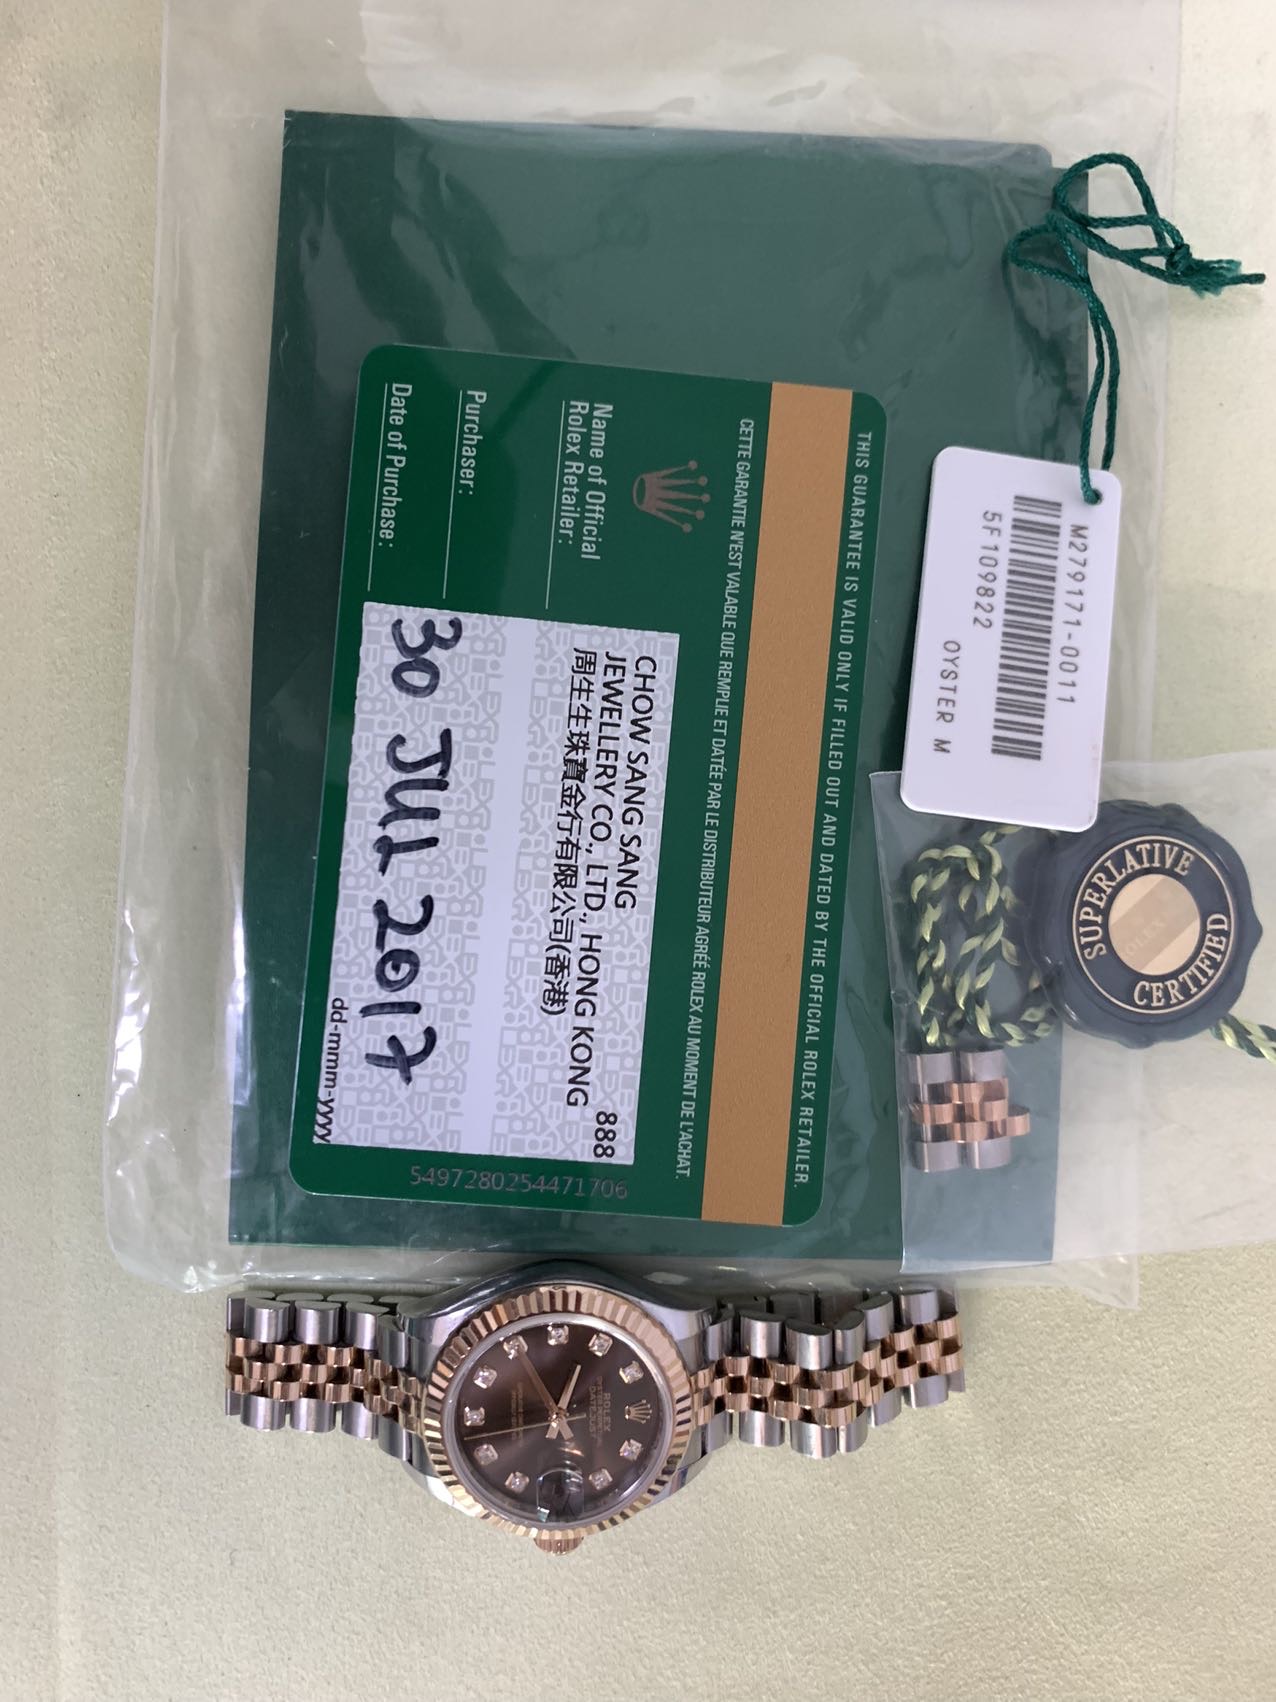 THIS GUARANTEE IS VALID ONLY IF FILLED OUT AND DATED BY THE OFFICIAL ROLEX RETAILER.
CETTE GARANTIE N'EST VALABLE QUE REMPLIE ET DATÉE PAR LE DISTRIBUTEUR AGRÉÉ ROLEX AU MOMENT DE L'ACHAT.
Name of Official
Rolex Retailer:
888
CHOW SANG SANG
JEWELLERY CO., LTD., HONG KONG
周生生珠寶金行有限公司(香港)
Purchaser:
Date of Purchase:
30 JUL 2017
dd-mmm-yyyy
5497280254471706
M279171-0011
5F109822
OYSTER M
SUPERLATIVE
CERTIFIED
ROLEX
OYSTER PERPETUAL
DATEJUST